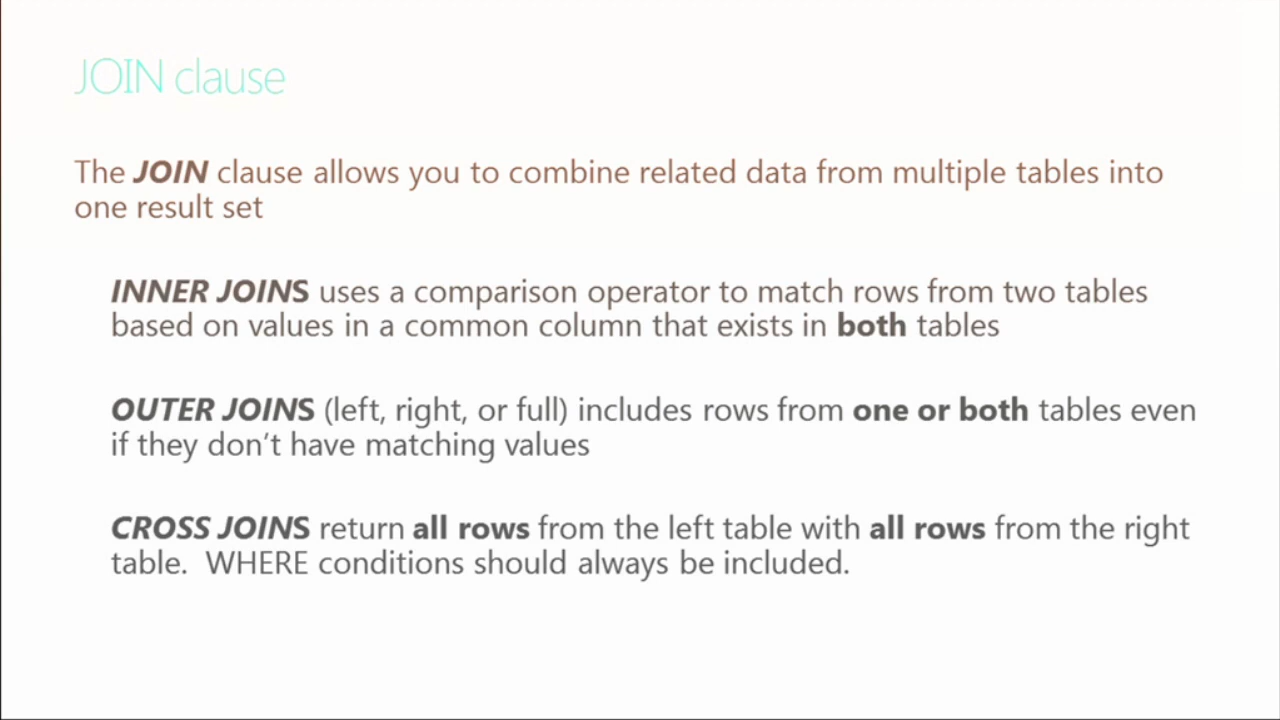 JOIN clause
The JOIN clause allows you to combine related data from multiple tables into
one result set
INNER JOINS uses a comparison operator to match rows from two tables
based on values in a common column that exists in both tables
OUTER JOINS (left, right, or full) includes rows from one or both tables even
if they don’t have matching values
CROSS JOINS return all rows from the left table with all rows from the right
table.  WHERE conditions should always be included.